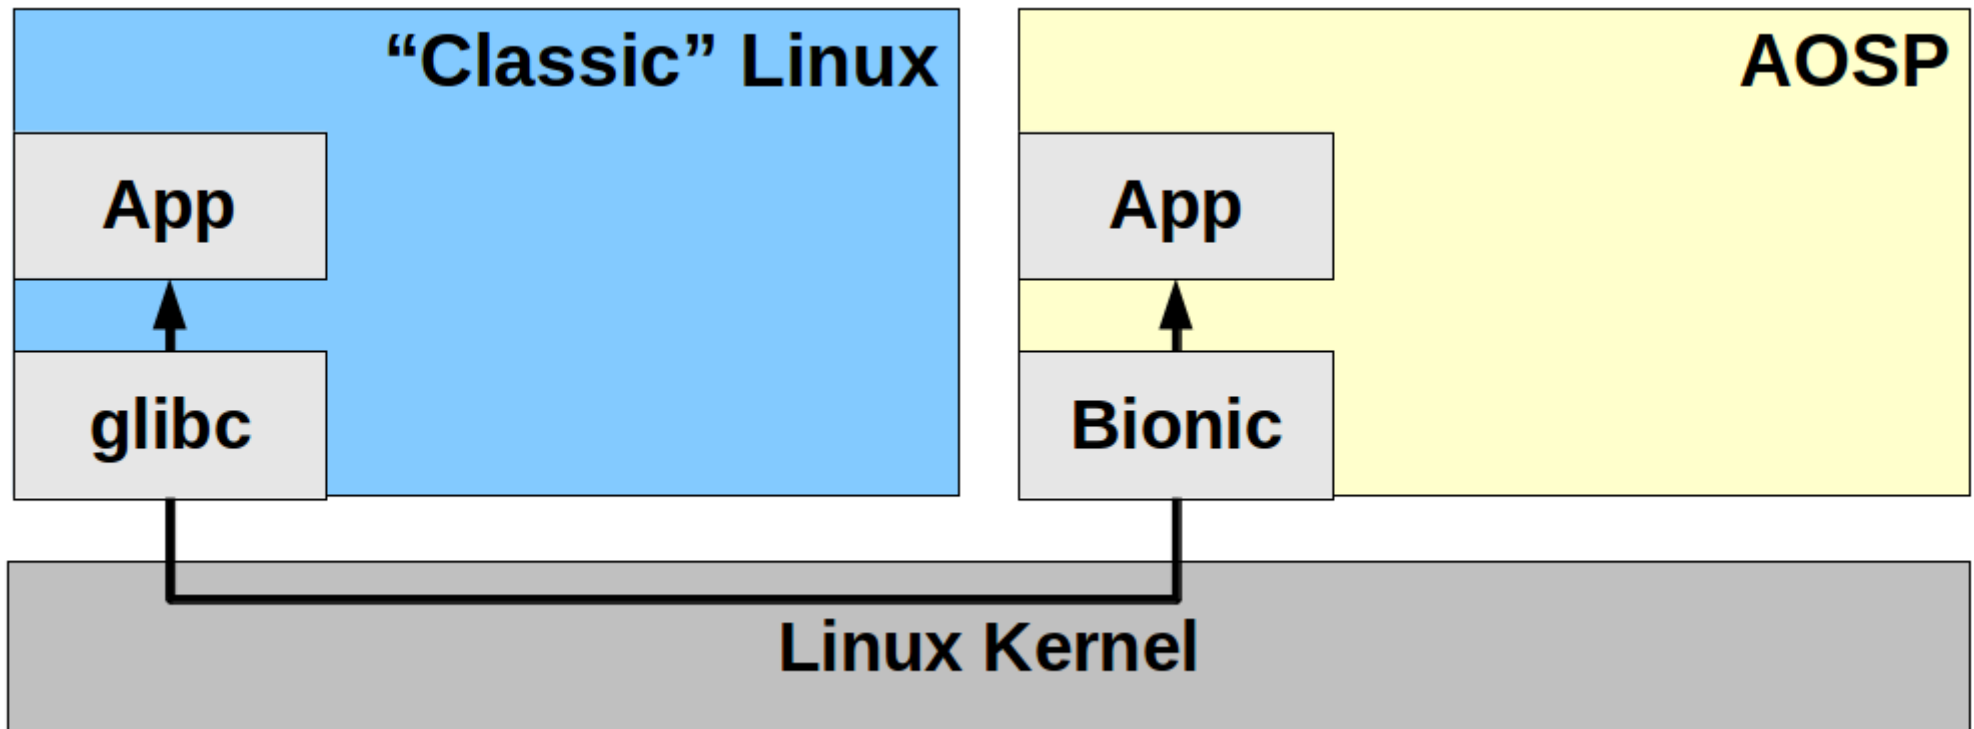 “Classic” Linux
AOSP
App
App
glibc
Bionic
Linux Kernel